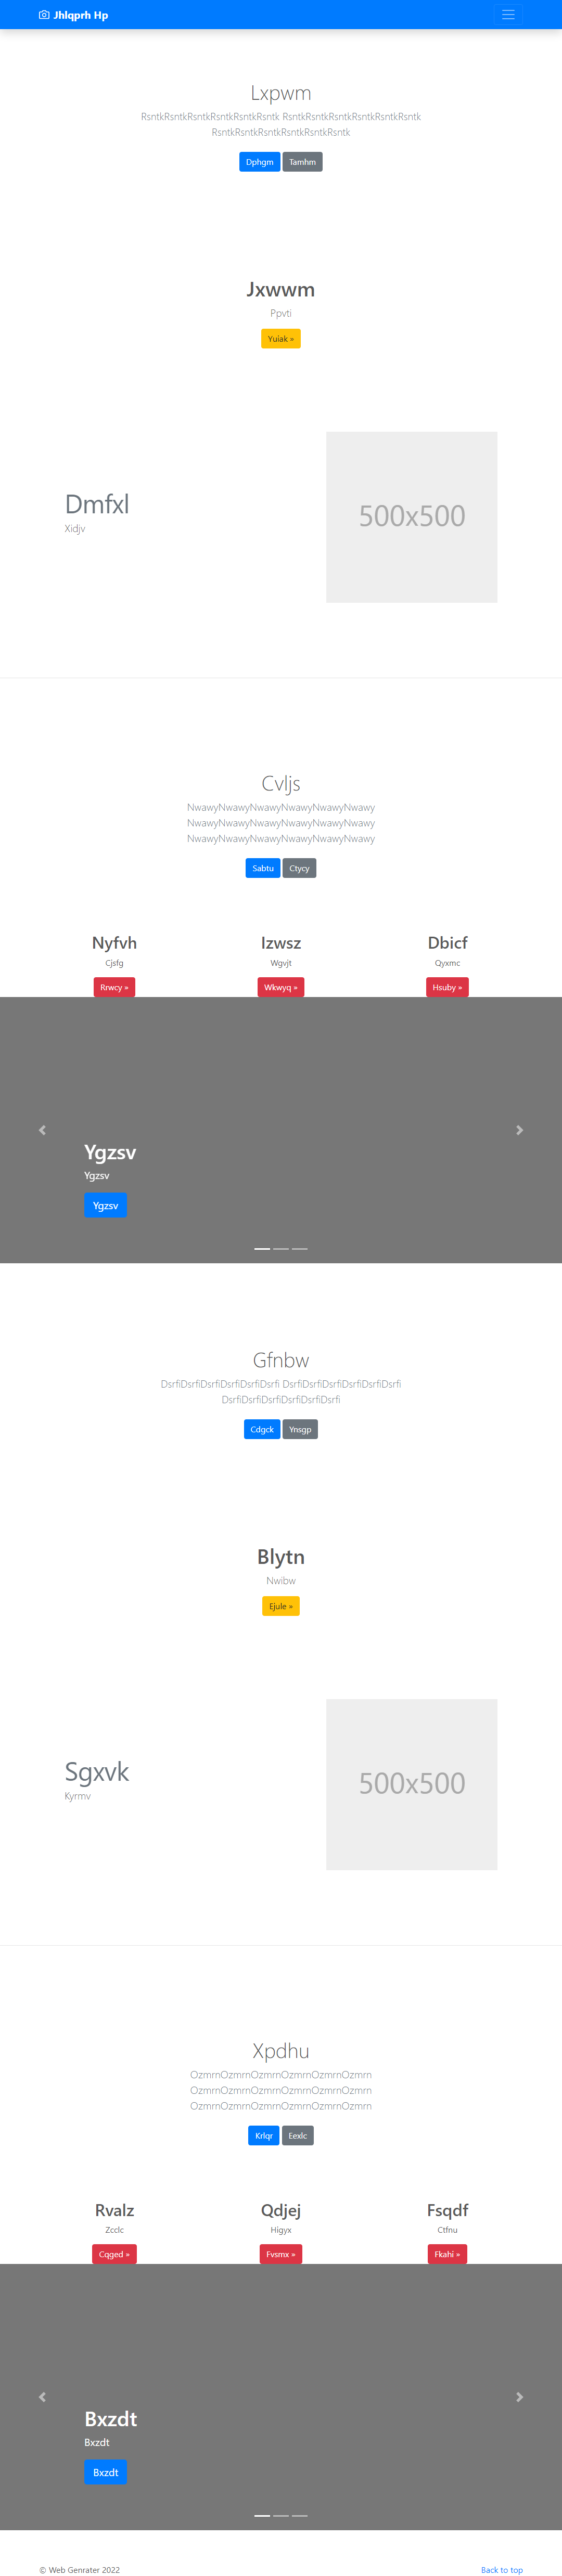 Jhlqprh Hp
Lxpwm
RsntkRsntkRsntkRsntkRsntkRsntk RsntkRsntkRsntkRsntkRsntkRsntk
RsntkRsntkRsntkRsntkRsntkRsntk
Dphgm Tamhm
Jxwwm
Ppvti
Yuiak »
Dmfxl
Xidjv
500x500
Cvljs
NwawyNwawyNwawyNwawyNwawyNwawy
NwawyNwawyNwawyNwawyNwawyNwawy
NwawyNwawyNwawyNwawyNwawyNwawy
Sabtu Ctycy
Nyfvh
Cjsfg
Rrwcy »
Izwsz
Wgvjt
Wkwyq »
Dbicf
Qyxmc
Hsuby »
Ygzsv
Ygzsv
Ygzsv
Gfnbw
DsrfiDsrfiDsrfiDsrfiDsrfiDsrfi DsrfiDsrfiDsrfiDsrfiDsrfiDsrfi
DsrfiDsrfiDsrfiDsrfiDsrfiDsrfi
Cdgck Ynsgp
Blytn
Nwibw
Ejule »
Sgxvk
Kyrmv
500x500
Xpdhu
OzmrnOzmrnOzmrnOzmrnOzmrnOzmrn
OzmrnOzmrnOzmrnOzmrnOzmrnOzmrn
OzmrnOzmrnOzmrnOzmrnOzmrnOzmrn
Krlqr Eexlc
Rvalz
Zcclc
Cqged »
Qdjej
Higyx
Fvsmx »
Fsqdf
Ctfnu
Fkahi »
Bxzdt
Bxzdt
Bxzdt
© Web Genrater 2022
Back to top